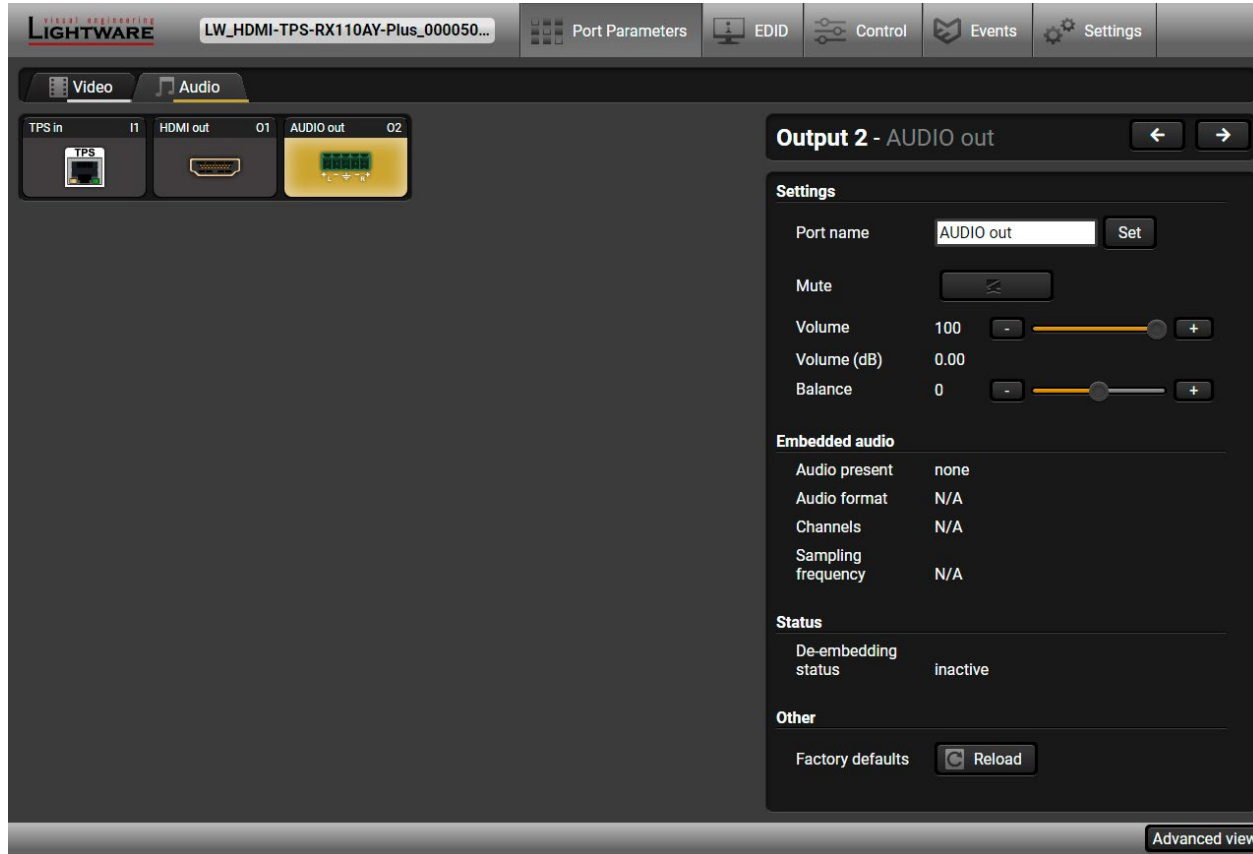 visual engineering
LIGHTWARE
LW_HDMI-TPS-RX110AY-Plus_000050...
Port Parameters
EDID
Control
Events
Settings
Video
Audio
TPS in I1
HDMI out O1
AUDIO out O2
TPS
+L- -R+
Output 2 - AUDIO out
Settings
Port name AUDIO out Set
Mute
Volume 100 - +
Volume (dB) 0.00
Balance 0 - +
Embedded audio
Audio present none
Audio format N/A
Channels N/A
Sampling
frequency N/A
Status
De-embedding
status inactive
Other
Factory defaults Reload
Advanced view